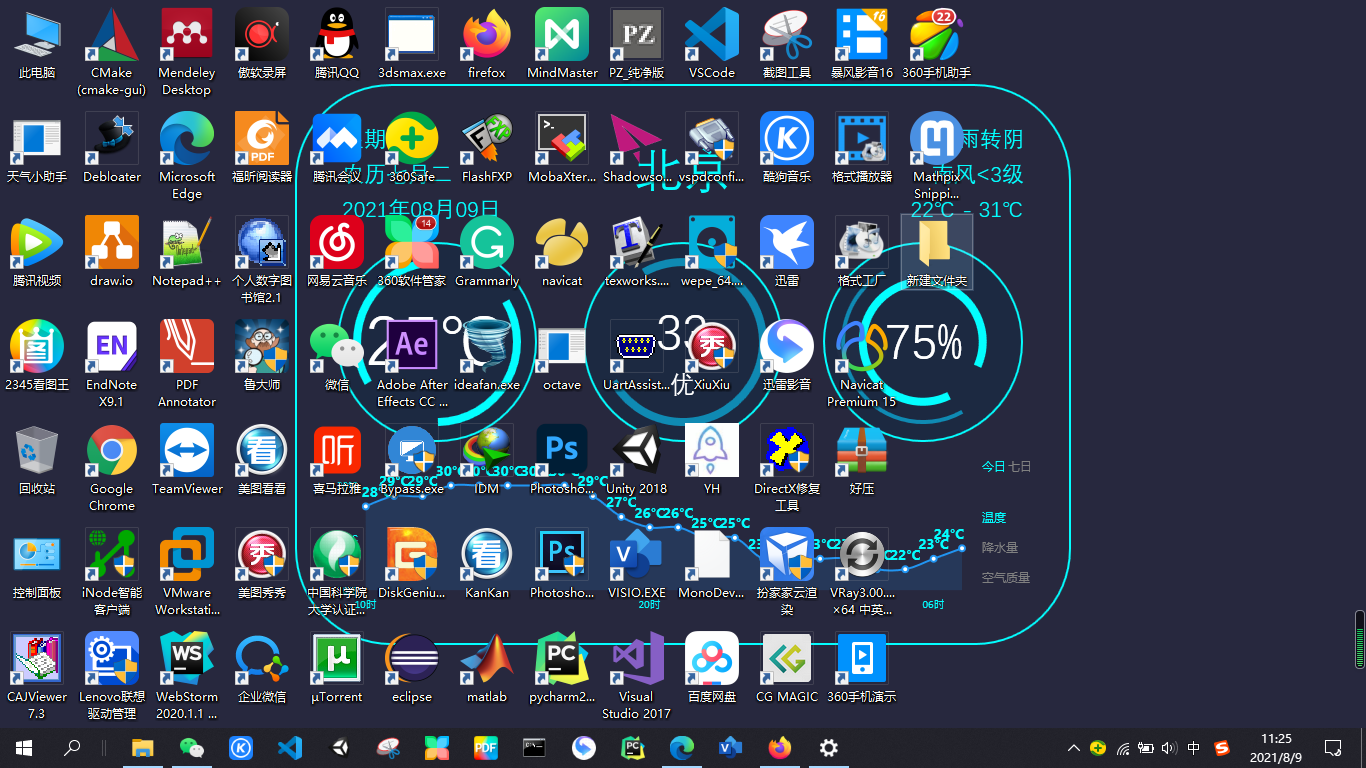 此电脑
CMake
(cmake-gui)
Mendeley
Desktop
傲软录屏
腾讯QQ
3dsmax.exe
firefox
MindMaster
PZ_纯净版
VSCode
截图工具
暴风影音16
360手机助手
22
天气小助手
Debloater
Microsoft
Edge
福昕阅读器
腾讯会议
360Safe
FlashFXP
MobaXter...
Shadowso...
vspdconfi...
酷狗音乐
格式播放器
Mathpix
Snippi...
北京
雨转阴
2021年08月09日
风<3级
22℃ - 31℃
腾讯视频
draw.io
Notepad++
个人数字图
书馆2.1
网易云音乐
360软件管家
14
Grammarly
navicat
texworks....
wepe_64....
迅雷
格式工厂
新建文件夹
2345看图王
EndNote
X9.1
PDF
Annotator
鲁大师
微信
Adobe After
Effects CC ...
ideafan.exe
octave
UartAssist...
XiuXiu
迅雷影音
Navicat
Premium 15
33
优
75%
回收站
Google
Chrome
TeamViewer
美图看看
喜马拉雅
Bypass.exe
IDM
Photosho...
Unity 2018
YH
DirectX修复
工具
好压
今日 七日
29℃
27℃
26℃
26℃
25℃
25℃
22℃
23℃
24℃
温度
降水量
空气质量
控制面板
iNode智能
客户端
VMware
Workstati...
美图秀秀
中国科学院
大学认证...
DiskGeniu...
KanKan
Photosho...
VISIO.EXE
MonoDev...
扮家家云渲
染
VRay3.00....
×64 中英...
10时
20时
06时
CAJViewer
7.3
Lenovo联想
驱动管理
WebStorm
2020.1.1 ...
企业微信
µTorrent
eclipse
matlab
pycharm2...
Visual
Studio 2017
百度网盘
CG MAGIC
360手机演示
中
11:25
2021/8/9